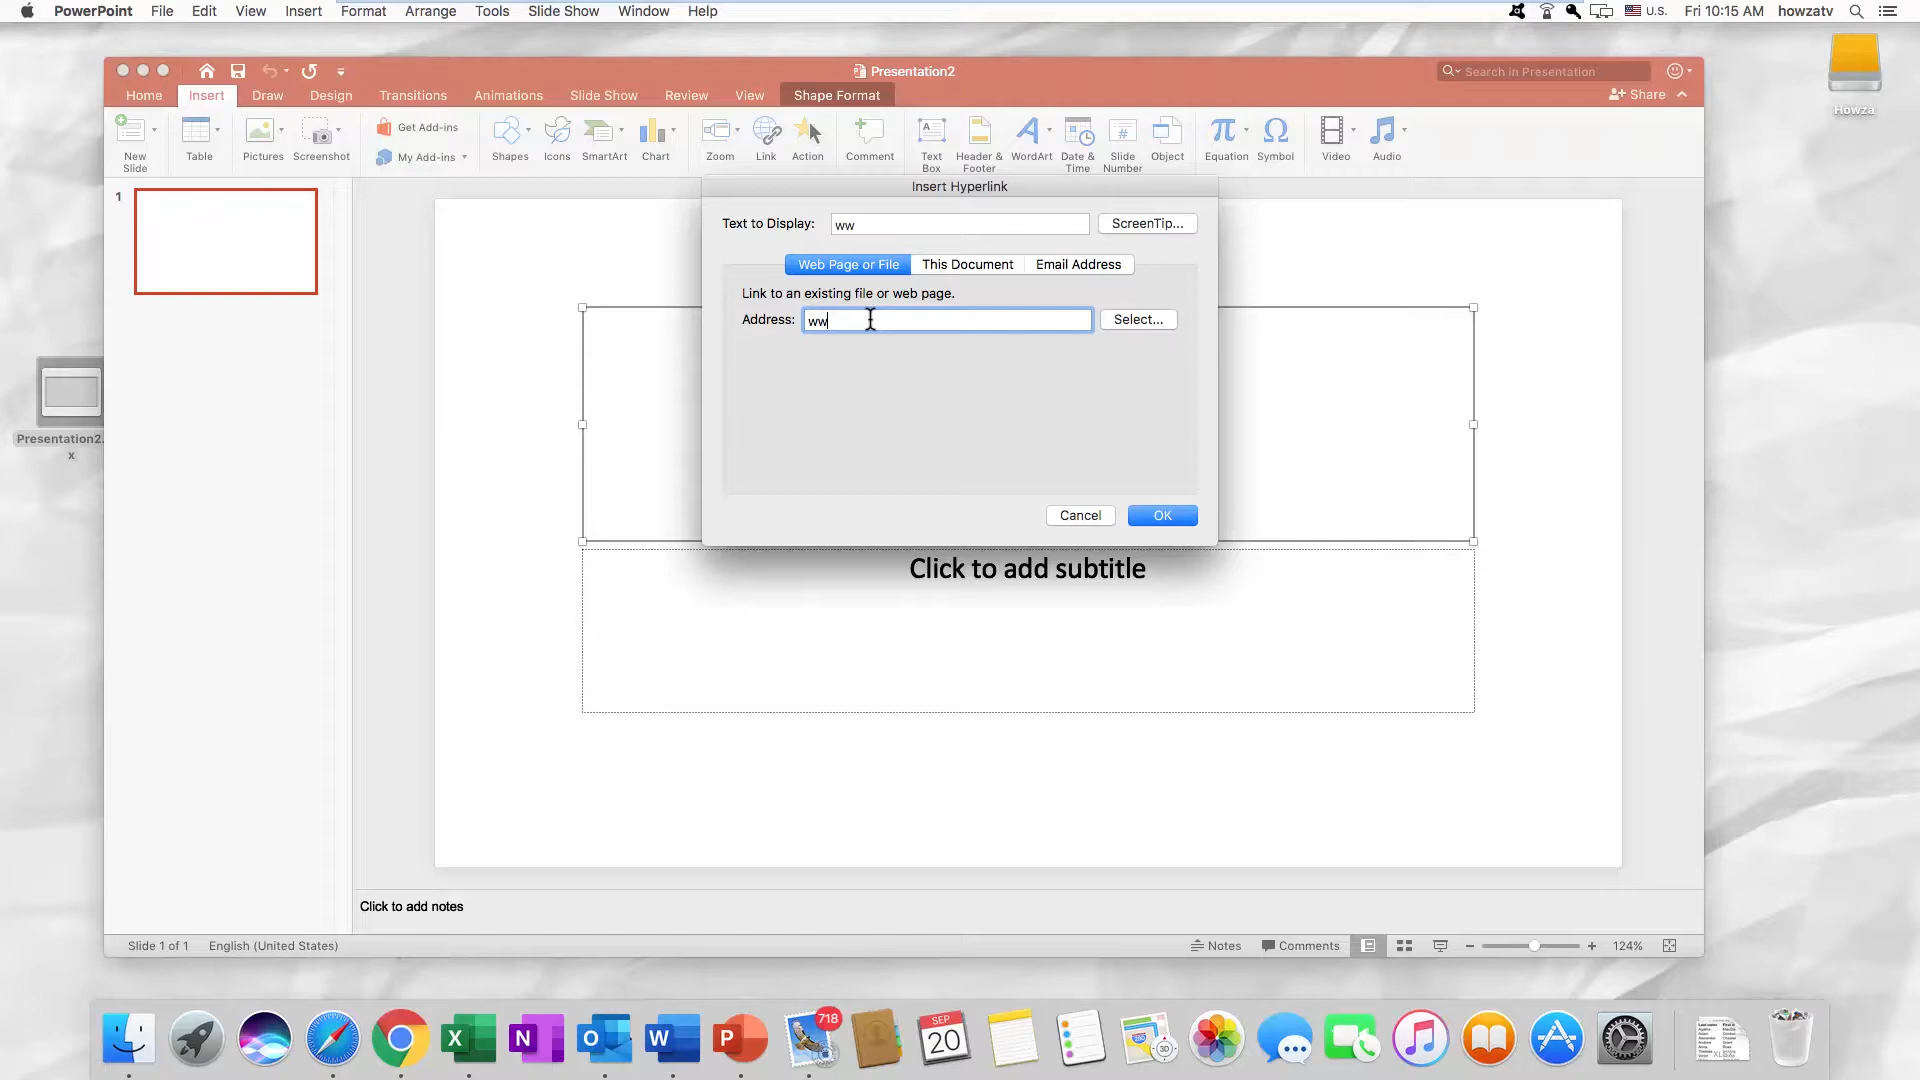 PowerPoint File Edit View Insert Format Arrange Tools Slide Show Window Help U.S. Fri 10:15 AM howzatv
Presentation2
Search in Presentation
Home Insert Draw Design Transitions Animations Slide Show Review View Shape Format Share
New Slide
Table
Pictures
Screenshot
Get Add-ins
My Add-ins
Shapes
Icons
SmartArt
Chart
Zoom
Link
Action
Comment
Text Box
Header & Footer
WordArt
Date & Time
Slide Number
Object
Equation
Symbol
Video
Audio
Howza
1
Insert Hyperlink
Text to Display: ww ScreenTip...
Web Page or File This Document Email Address
Link to an existing file or web page.
Address: ww Select...
Cancel OK
Presentation2.
x
Click to add subtitle
Click to add notes
Slide 1 of 1 English (United States) Notes Comments 124%
718
SEP
20